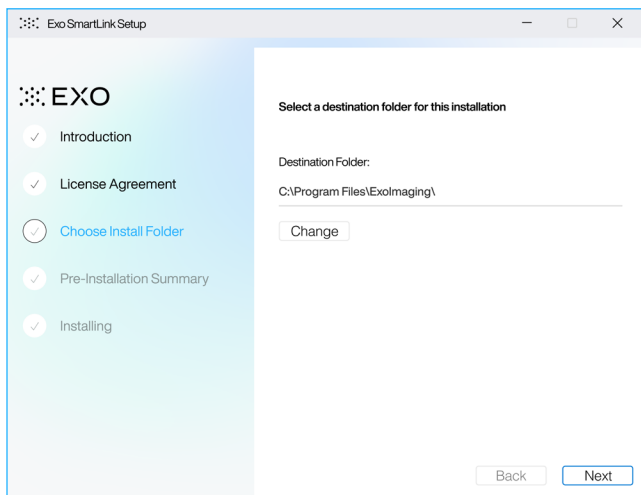 Exo SmartLink Setup
EXO
Introduction
License Agreement
Choose Install Folder
Pre-Installation Summary
Installing
Select a destination folder for this installation
Destination Folder:
C:\Program Files\ExoImaging\
Change
Back
Next